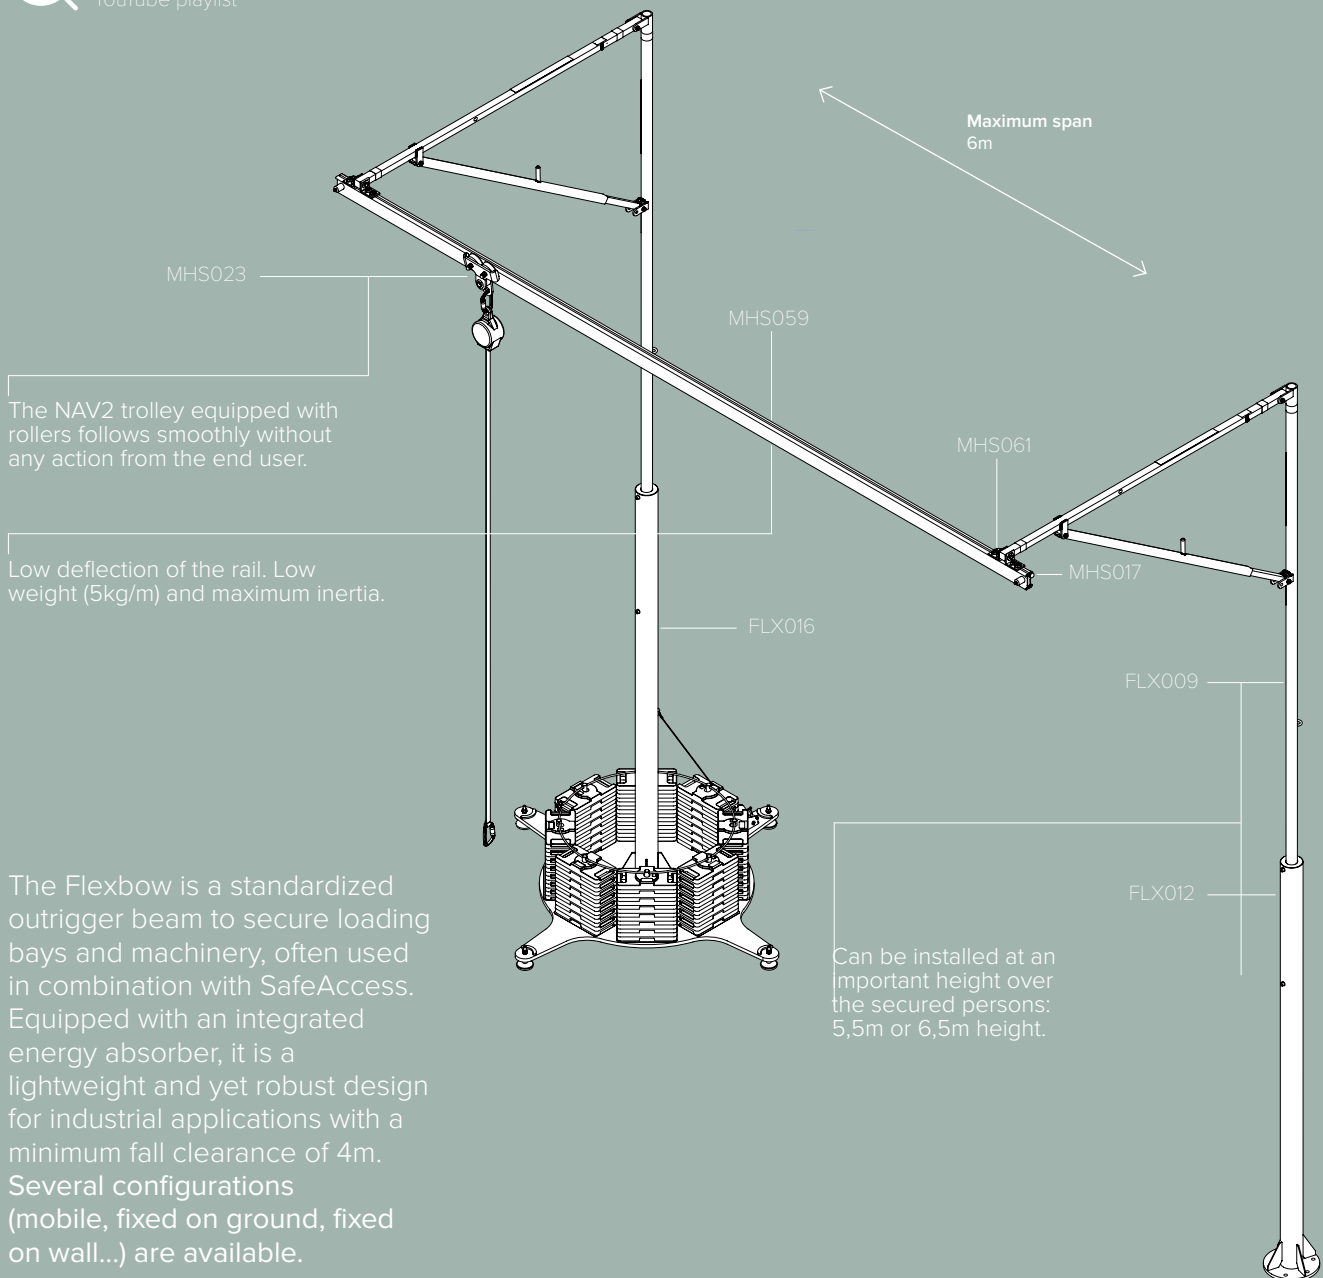 YouTube playlist
Maximum span
6m
MHS023
MHS059
The NAV2 trolley equipped with
rollers follows smoothly without
any action from the end user.
MHS061
Low deflection of the rail. Low
weight (5kg/m) and maximum inertia.
MHS017
FLX016
FLX009
FLX012
The Flexbow is a standardized
outrigger beam to secure loading
bays and machinery, often used
in combination with SafeAccess.
Equipped with an integrated
energy absorber, it is a
lightweight and yet robust design
for industrial applications with a
minimum fall clearance of 4m.
Several configurations
(mobile, fixed on ground, fixed
on wall...) are available.
Can be installed at an
important height over
the secured persons:
5,5m or 6,5m height.